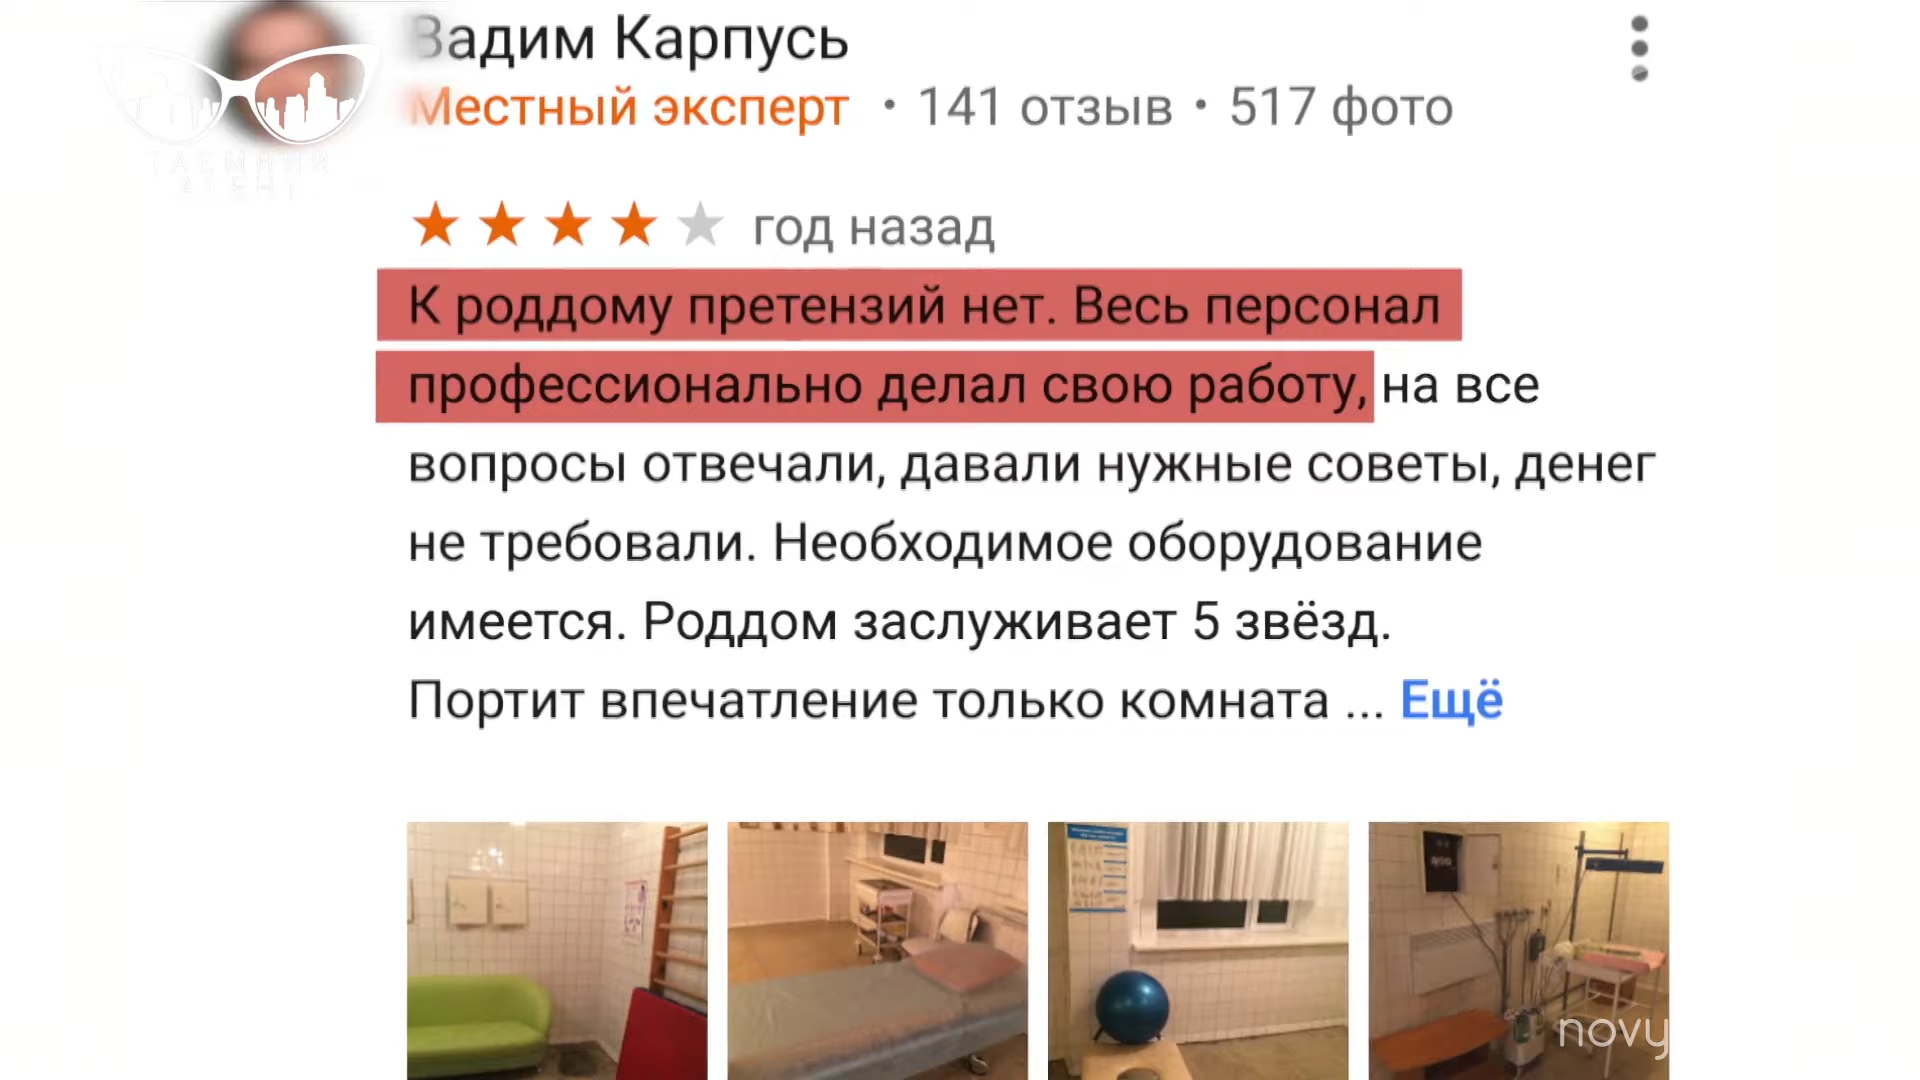 Вадим Карпусь
Местный эксперт · 141 отзыв · 517 фото
ТАЄМНИЙ
АГЕНТ
год назад
К роддому претензий нет. Весь персонал
профессионально делал свою работу, на все
вопросы отвечали, давали нужные советы, денег
не требовали. Необходимое оборудование
имеется. Роддом заслуживает 5 звёзд.
Портит впечатление только комната ... Ещё
novy